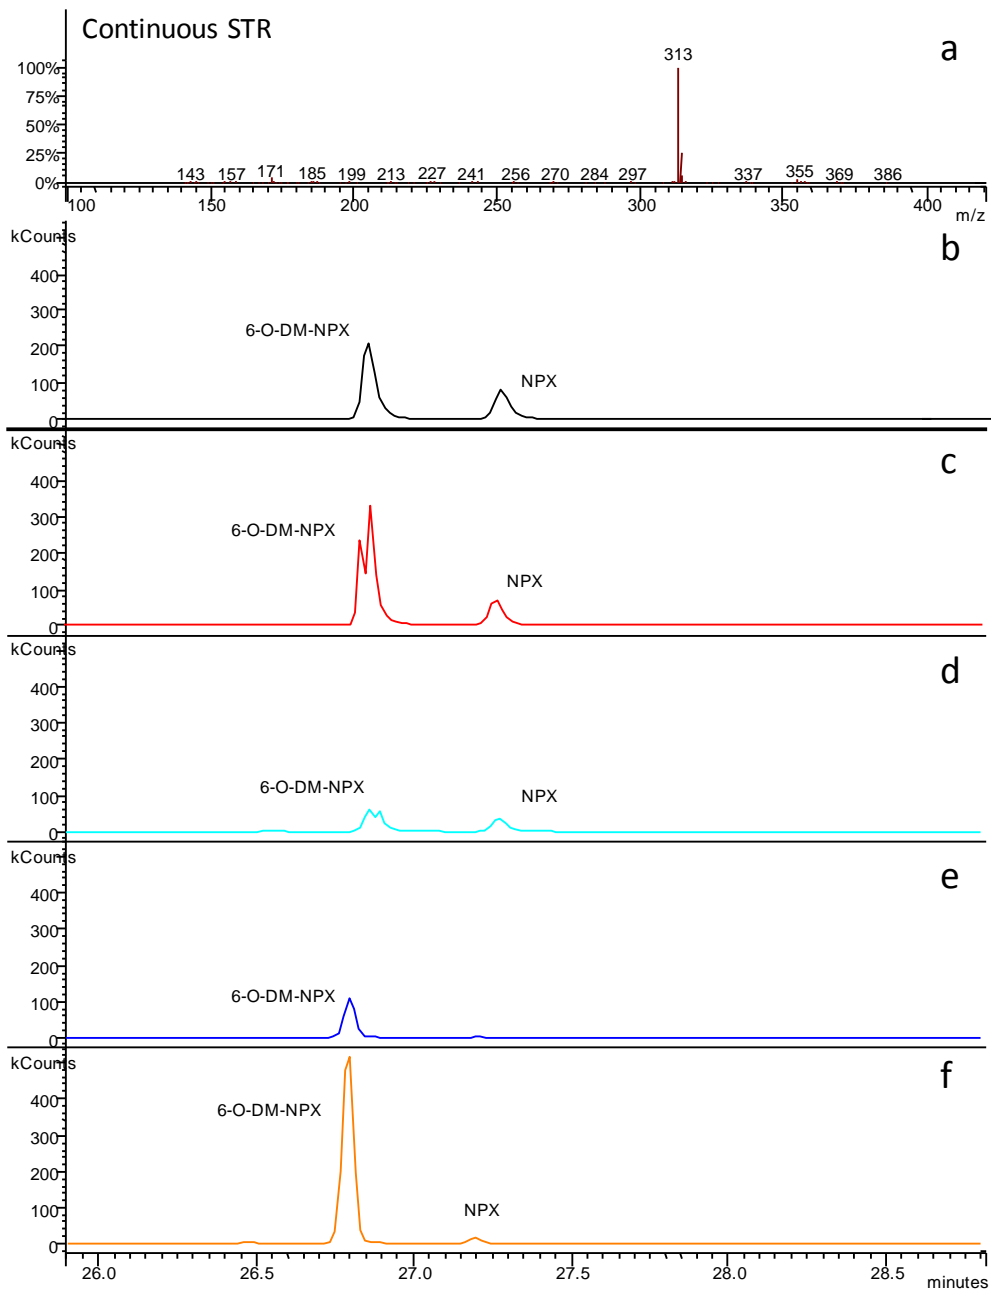 Continuous STR
a
313
100%
75%
50%
25%
0%
143 157 171 185 199 213 227 241 256 270 284 297 337 355 369 386
100 150 200 250 300 350 400
m/z
kCounts
b
400
300
200
100
0
6-O-DM-NPX
NPX
kCounts
c
400
300
200
100
0
6-O-DM-NPX
NPX
kCounts
d
400
300
200
100
0
6-O-DM-NPX
NPX
kCounts
e
400
300
200
100
0
6-O-DM-NPX
kCounts
f
400
300
200
100
0
6-O-DM-NPX
NPX
26.0 26.5 27.0 27.5 28.0 28.5
minutes